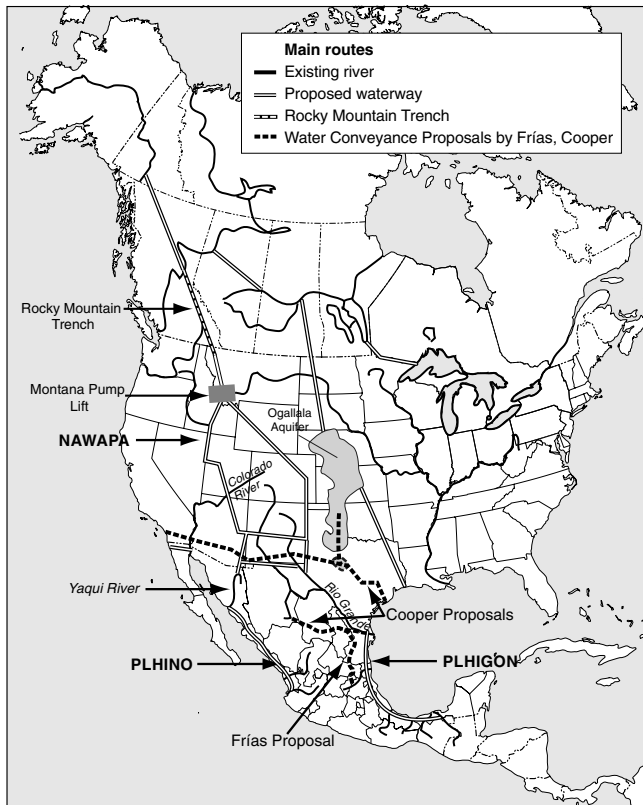 Main routes
Existing river
Proposed waterway
Rocky Mountain Trench
Water Conveyance Proposals by Frías, Cooper
Rocky Mountain
Trench
Montana Pump
Lift
Ogallala
Aquifer
NAWAPA
Colorado
River
Yaqui River
Rio Grande
Cooper Proposals
PLHINO
PLHIGON
Frías Proposal